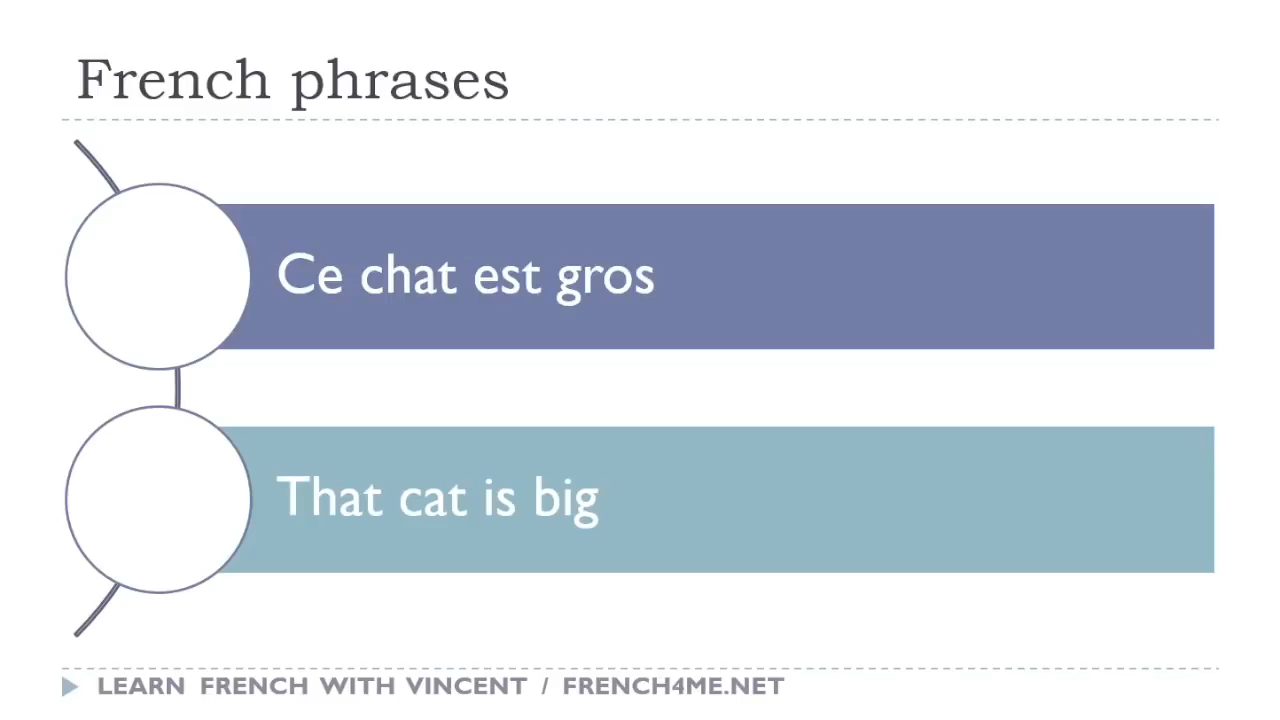 French phrases
Ce chat est gros
That cat is big
LEARN FRENCH WITH VINCENT / FRENCH4ME.NET